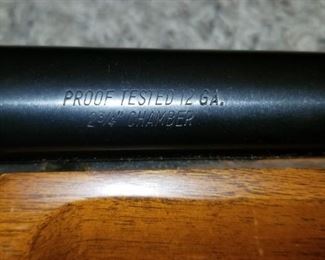 PROOF TESTED 12 GA.
2¾" CHAMBER